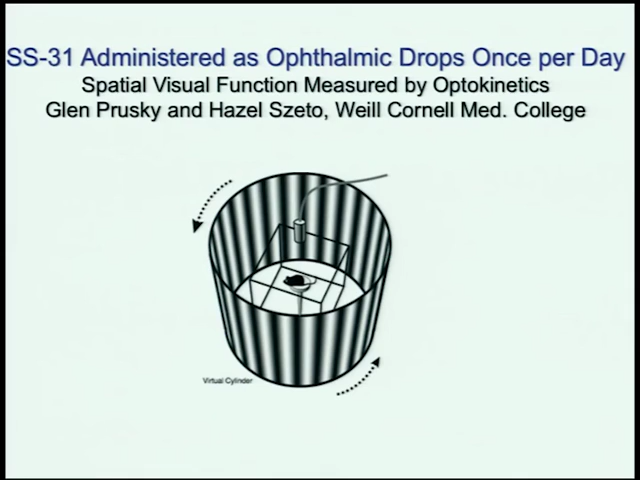 SS-31 Administered as Ophthalmic Drops Once per Day
Spatial Visual Function Measured by Optokinetics
Glen Prusky and Hazel Szeto, Weill Cornell Med. College
Virtual Cylinder